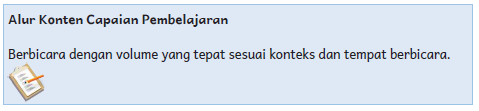 Alur Konten Capaian Pembelajaran
Berbicara dengan volume yang tepat sesuai konteks dan tempat berbicara.